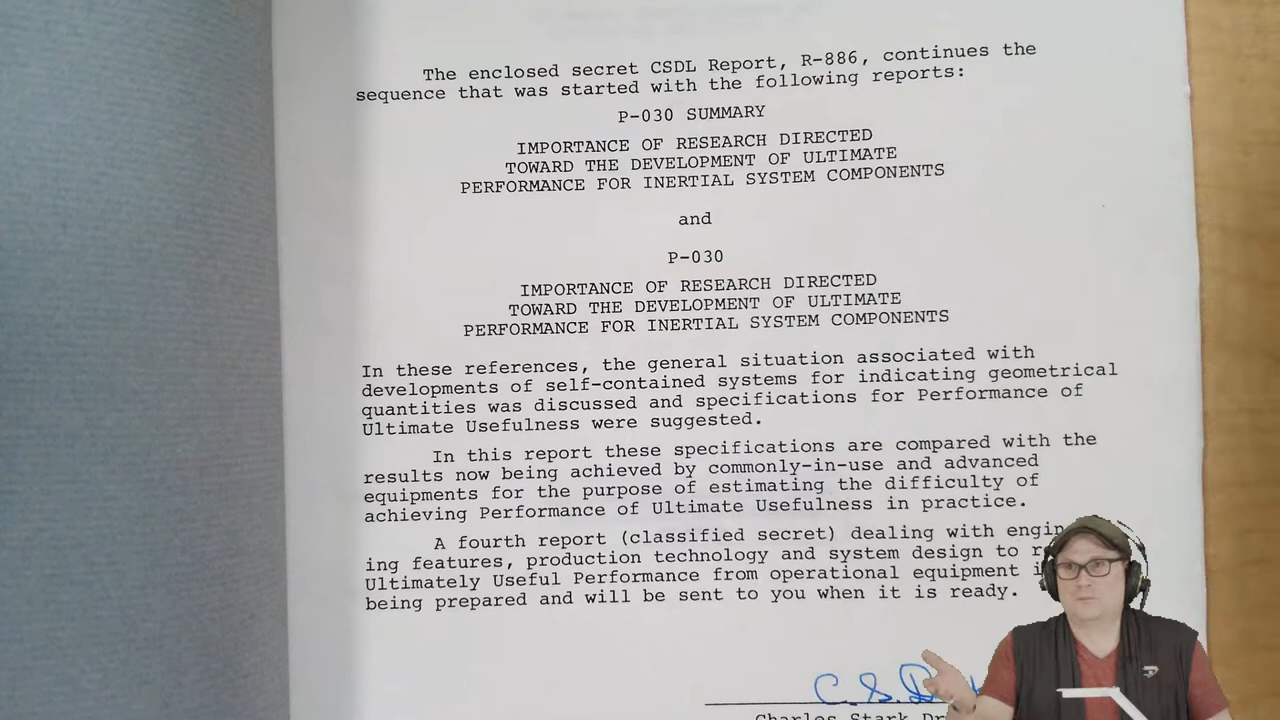 The enclosed secret CSDL Report, R-886, continues the
sequence that was started with the following reports:
P-030 SUMMARY
IMPORTANCE OF RESEARCH DIRECTED
TOWARD THE DEVELOPMENT OF ULTIMATE
PERFORMANCE FOR INERTIAL SYSTEM COMPONENTS
and
P-030
IMPORTANCE OF RESEARCH DIRECTED
TOWARD THE DEVELOPMENT OF ULTIMATE
PERFORMANCE FOR INERTIAL SYSTEM COMPONENTS
In these references, the general situation associated with
developments of self-contained systems for indicating geometrical
quantities was discussed and specifications for Performance of
Ultimate Usefulness were suggested.
In this report these specifications are compared with the
results now being achieved by commonly-in-use and advanced
equipments for the purpose of estimating the difficulty of
achieving Performance of Ultimate Usefulness in practice.
A fourth report (classified secret) dealing with
ing features, production technology and system design to
Ultimately Useful Performance from operational equipment
being prepared and will be sent to you when it is ready.
C. S.
Charles Stark